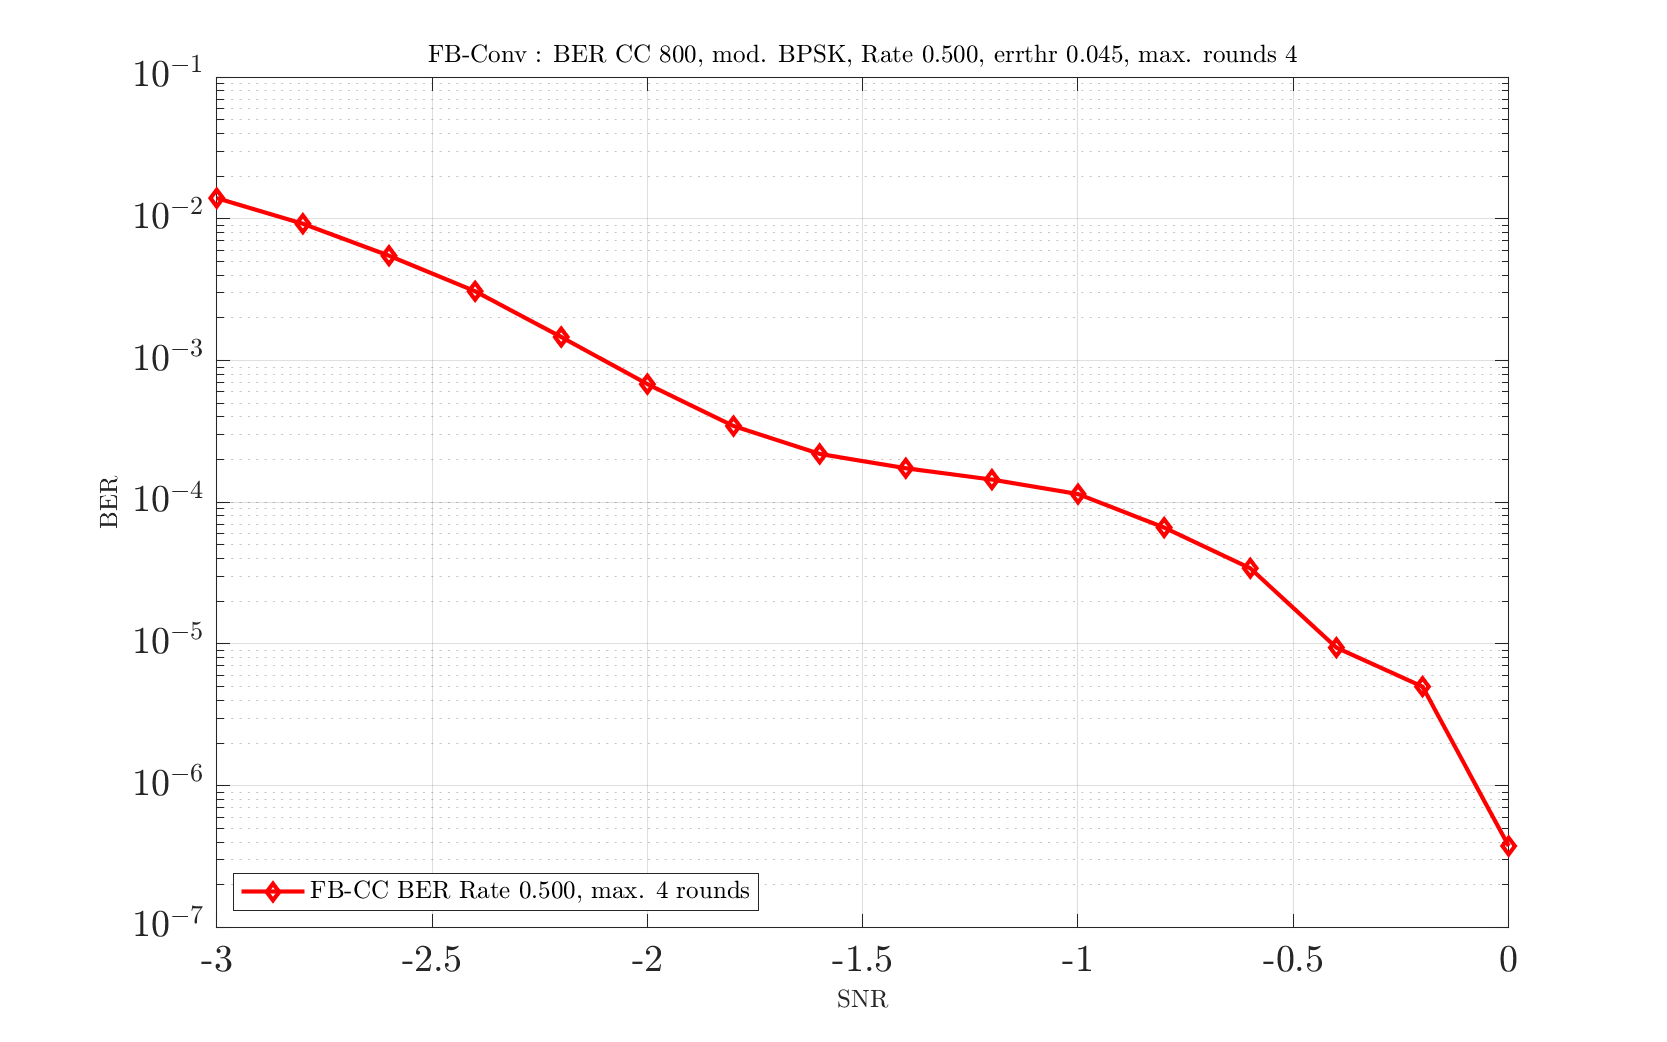 FB-Conv : BER CC 800, mod. BPSK, Rate 0.500, errthr 0.045, max. rounds 4
10⁻¹
10⁻²
10⁻³
10⁻⁴
10⁻⁵
10⁻⁶
10⁻⁷
BER
FB-CC BER Rate 0.500, max. 4 rounds
-3 -2.5 -2 -1.5 -1 -0.5 0
SNR